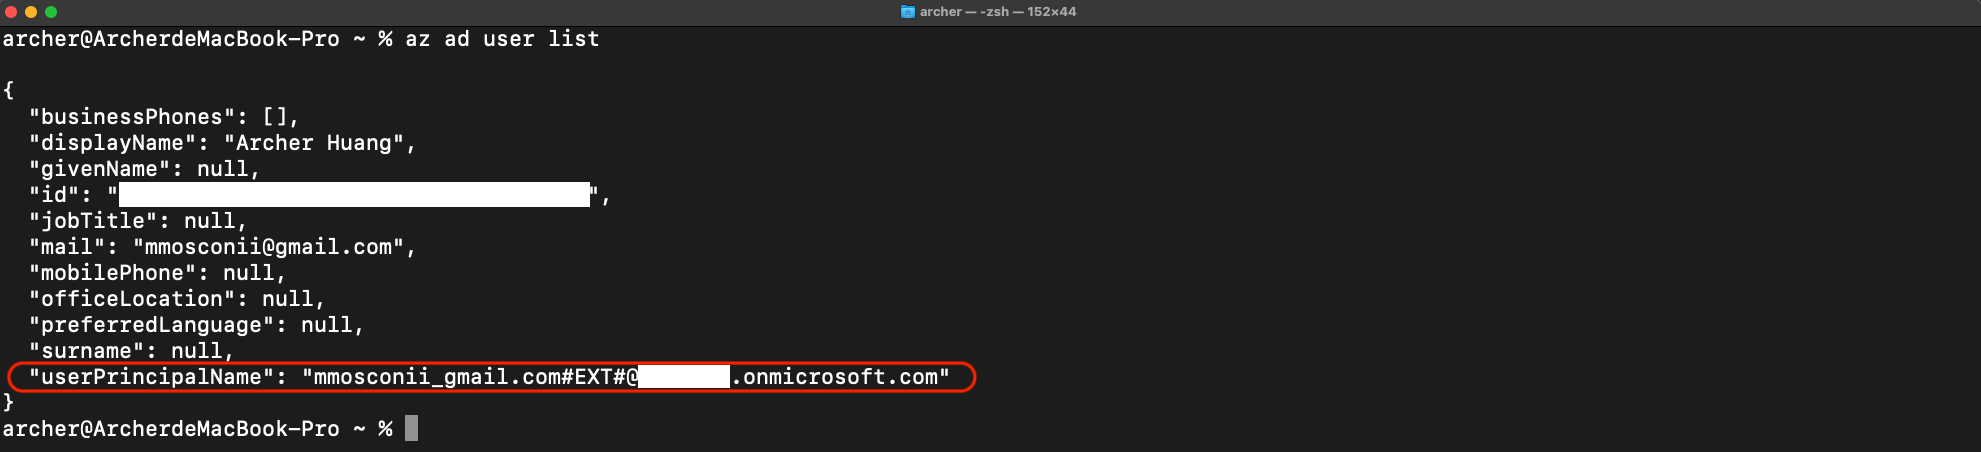 archer — -zsh — 152×44
archer@ArcherdeMacBook-Pro ~ % az ad user list
{
"businessPhones": [],
"displayName": "Archer Huang",
"givenName": null,
"id": "",
"jobTitle": null,
"mail": "mmosconii@gmail.com",
"mobilePhone": null,
"officeLocation": null,
"preferredLanguage": null,
"surname": null,
"userPrincipalName": "mmosconii_gmail.com#EXT#@ .onmicrosoft.com"
}
archer@ArcherdeMacBook-Pro ~ %